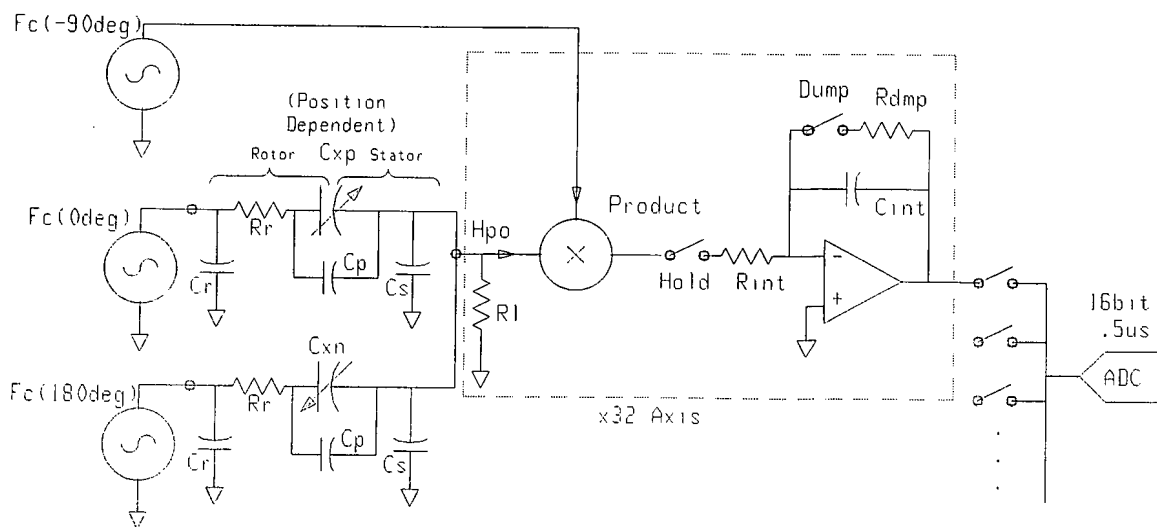 Fc(-90deg)
(Position
Dependent)
Rotor
Cxp
Stator
Dump
Rdmp
Fc(0deg)
Rr
Cr
Cp
Cs
Hpo
Rl
Product
Hold
Rint
Cint
-
+
16bit
.5us
ADC
Fc(180deg)
Cxn
Rr
Cr
Cp
Cs
x32 Axis